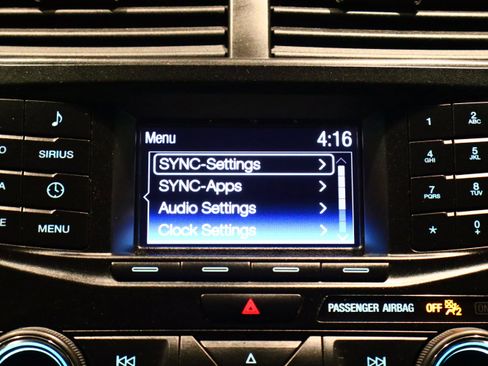 Menu 4:16
SYNC-Settings
SYNC-Apps
Audio Settings
Clock Settings
SIRIUS
MENU
1
2 ABC
4 GHI
5 JKL
7 PQRS
8 TUV
*
0 +
PASSENGER AIRBAG OFF 2